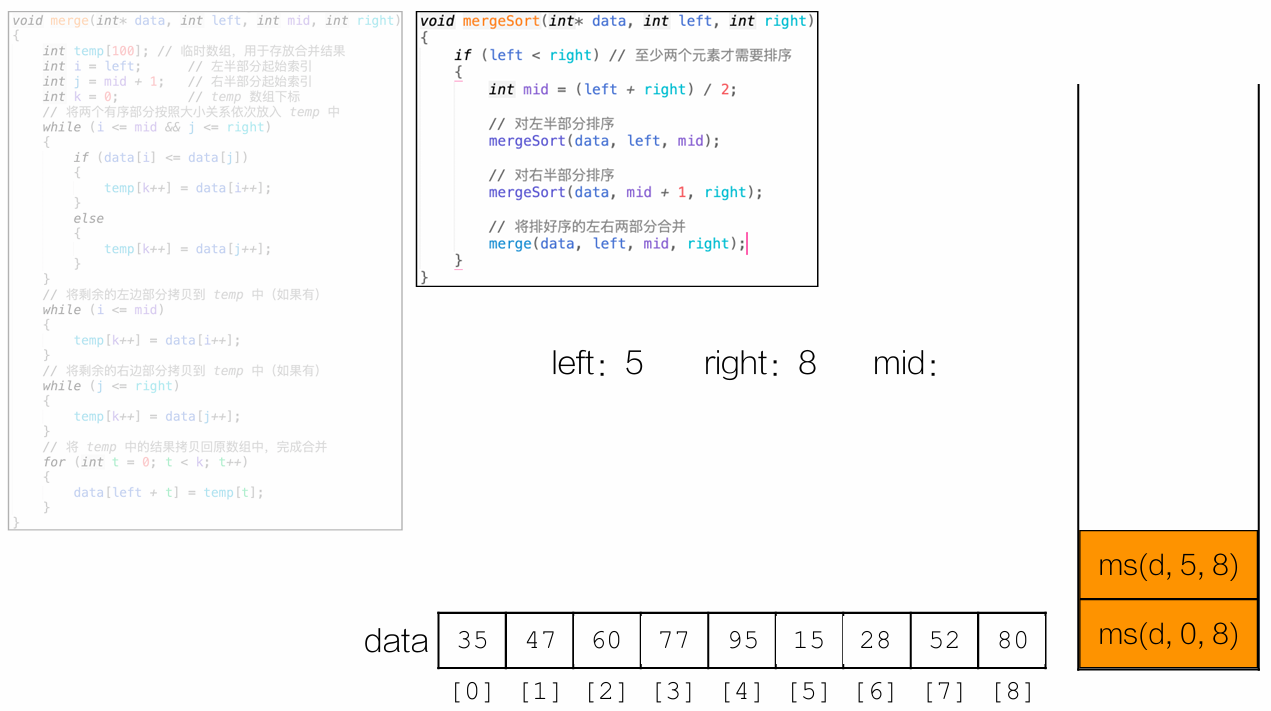 void merge(int* data, int left, int mid, int right)
{
int temp[100]; // 临时数组，用于存放合并结果
int i = left; // 左半部分起始索引
int j = mid + 1; // 右半部分起始索引
int k = 0; // temp 数组下标
// 将两个有序部分按照大小关系依次放入 temp 中
while (i <= mid && j <= right)
{
if (data[i] <= data[j])
{
temp[k++] = data[i++];
}
else
{
temp[k++] = data[j++];
}
}
// 将剩余的左边部分拷贝到 temp 中（如果有）
while (i <= mid)
{
temp[k++] = data[i++];
}
// 将剩余的右边部分拷贝到 temp 中（如果有）
while (j <= right)
{
temp[k++] = data[j++];
}
// 将 temp 中的结果拷贝回原数组中，完成合并
for (int t = 0; t < k; t++)
{
data[left + t] = temp[t];
}
}
void mergeSort(int* data, int left, int right)
{
if (left < right) // 至少两个元素才需要排序
{
int mid = (left + right) / 2;
// 对左半部分排序
mergeSort(data, left, mid);
// 对右半部分排序
mergeSort(data, mid + 1, right);
// 将排好序的左右两部分合并
merge(data, left, mid, right);
}
}
left: 5 right: 8 mid:
ms(d, 5, 8)
ms(d, 0, 8)
data 35 47 60 77 95 15 28 52 80
[0] [1] [2] [3] [4] [5] [6] [7] [8]